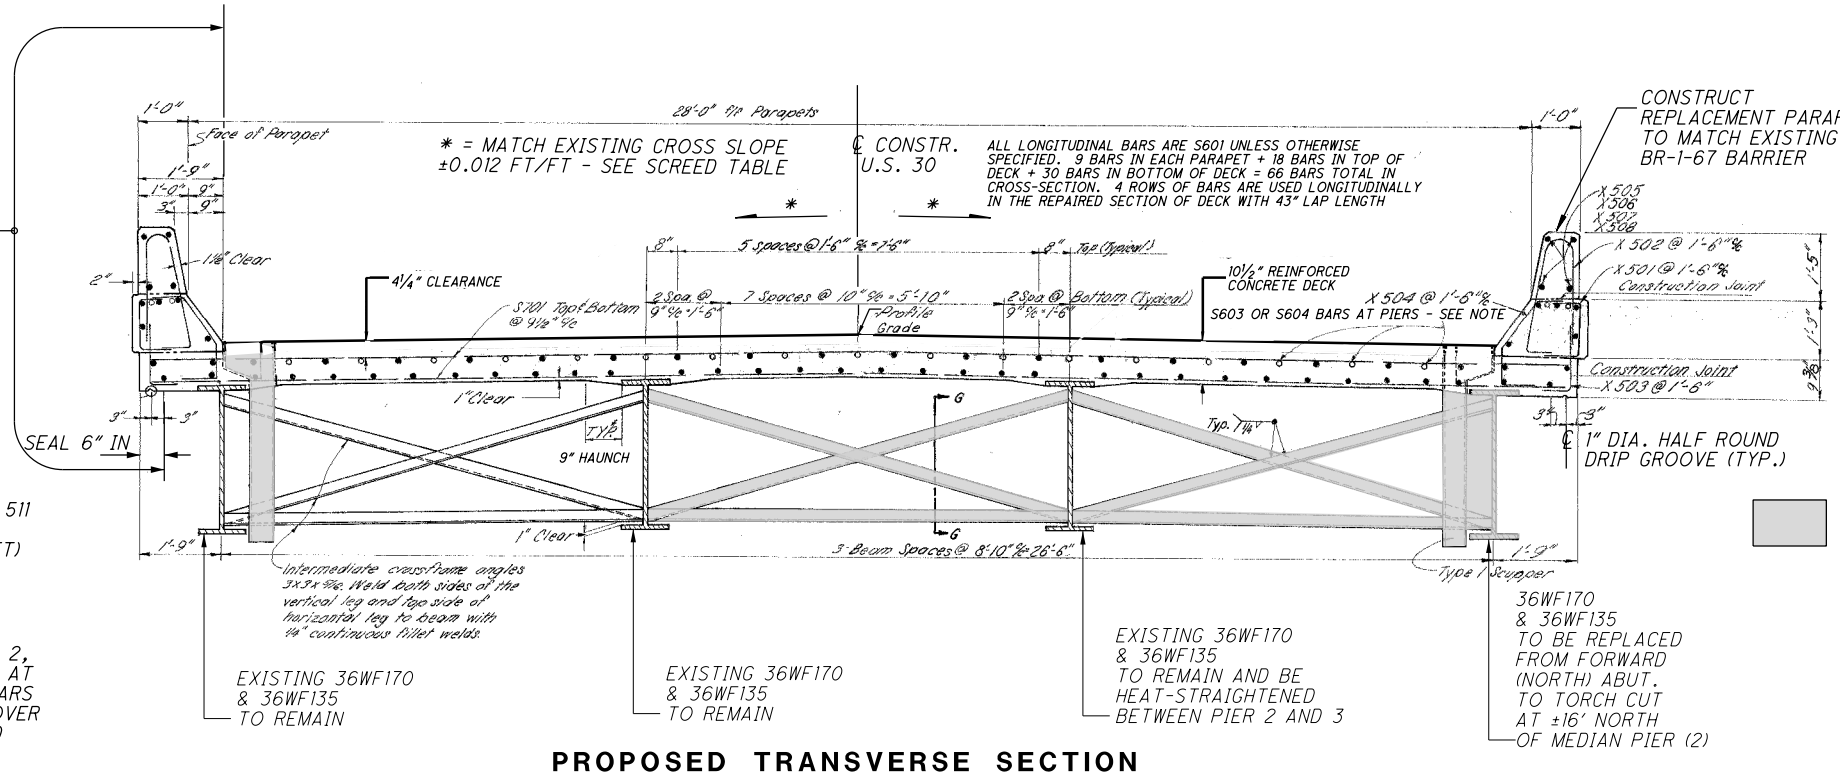 1'-0"
28'-0" f/f Parapets
1'-0"
CONSTRUCT
REPLACEMENT PARAP
TO MATCH EXISTING
BR-1-67 BARRIER
Face of Parapet
* = MATCH EXISTING CROSS SLOPE
±0.012 FT/FT - SEE SCREED TABLE
℄ CONSTR.
U.S. 30
ALL LONGITUDINAL BARS ARE S601 UNLESS OTHERWISE
SPECIFIED. 9 BARS IN EACH PARAPET + 18 BARS IN TOP OF
DECK + 30 BARS IN BOTTOM OF DECK = 66 BARS TOTAL IN
CROSS-SECTION. 4 ROWS OF BARS ARE USED LONGITUDINALLY
IN THE REPAIRED SECTION OF DECK WITH 43" LAP LENGTH
1'-9"
1'-0" 9"
3" 9"
* *
X505
X506
X507
X508
8" 5 Spaces @ 1'-6" c/c = 7'-6" 8" Top (Typical)
X502 @ 1'-6" c/c
1½" Clear
2"
4¼" CLEARANCE
10½" REINFORCED
CONCRETE DECK
X501 @ 1'-6" c/c
Construction Joint
1'-5"
S701 Top & Bottom
@ 9½" c/c
2 Spa. @
9" c/c = 1'-6"
7 Spaces @ 10" c/c = 5'-10"
2 Spa. @
9" c/c = 1'-6"
Bottom (Typical)
X504 @ 1'-6" c/c
S603 OR S604 BARS AT PIERS - SEE NOTE
Profile
Grade
1'-3"
Construction Joint
X503 @ 1'-6"
1" Clear
3" 3"
SEAL 6" IN
TYP.
9" HAUNCH
G
Typ. ¼
3" 3"
℄ 1" DIA. HALF ROUND
DRIP GROOVE (TYP.)
511
T)
1" Clear
G
1'-9"
3 Beam Spaces @ 8'-10" c/c = 26'-6"
1'-9"
Intermediate crossframe angles
3x3x5/16. Weld both sides of the
vertical leg and top side of
horizontal leg to beam with
¼" continuous fillet welds.
Type 1 Scupper
2,
AT
ARS
OVER
)
EXISTING 36WF170
& 36WF135
TO REMAIN
EXISTING 36WF170
& 36WF135
TO REMAIN
EXISTING 36WF170
& 36WF135
TO REMAIN AND BE
HEAT-STRAIGHTENED
BETWEEN PIER 2 AND 3
36WF170
& 36WF135
TO BE REPLACED
FROM FORWARD
(NORTH) ABUT.
TO TORCH CUT
AT ±16' NORTH
OF MEDIAN PIER (2)
PROPOSED TRANSVERSE SECTION